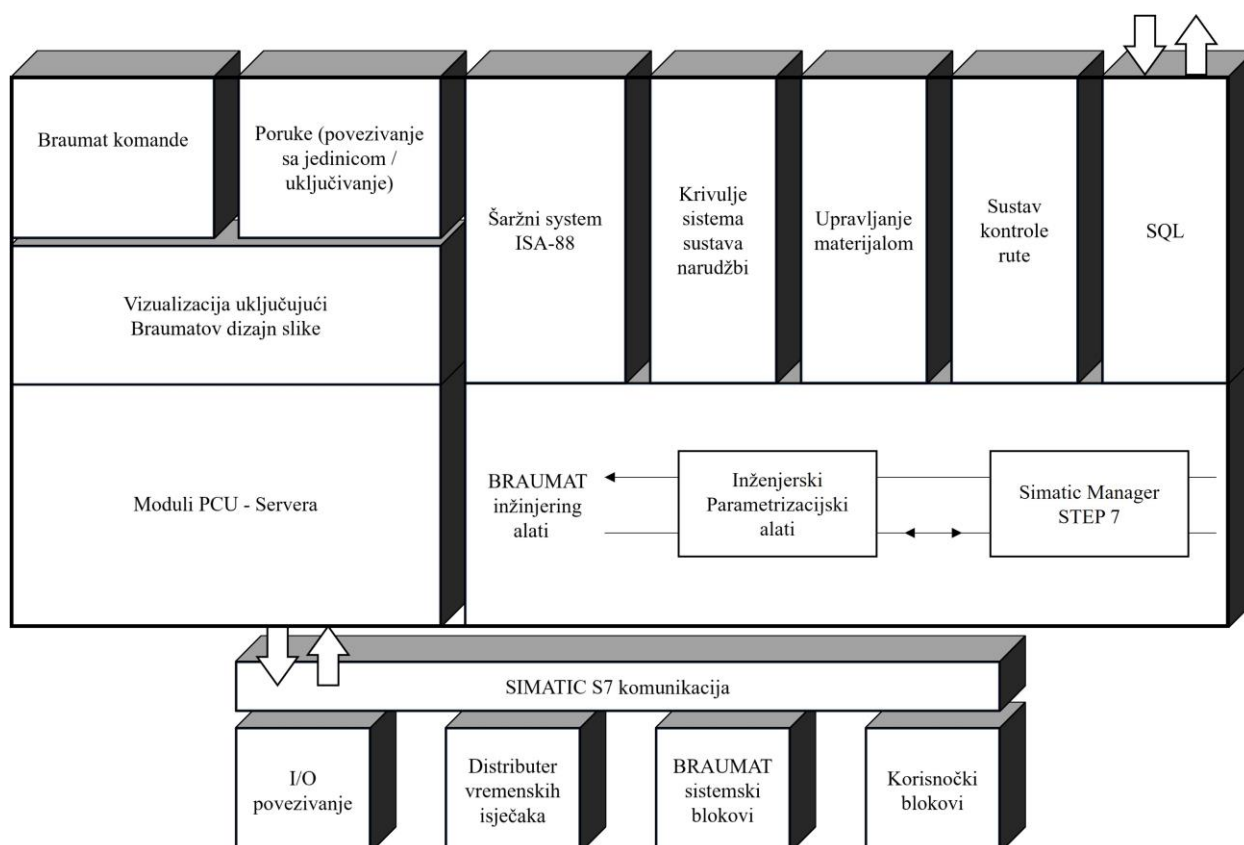 Braumat komande
Poruke (povezivanje
sa jedinicom /
uključivanje)
Šaržni system
ISA-88
Krivulje
sistema
sustava
narudžbi
Upravljanje
materijalom
Sustav
kontrole
rute
SQL
Vizualizacija uključujući
Braumatov dizajn slike
Moduli PCU - Servera
BRAUMAT
inžinjering
alati
Inženjerski
Parametrizacijski
alati
Simatic Manager
STEP 7
SIMATIC S7 komunikacija
I/O
povezivanje
Distributer
vremenskih
isječaka
BRAUMAT
sistemski
blokovi
Korisnočki
blokovi